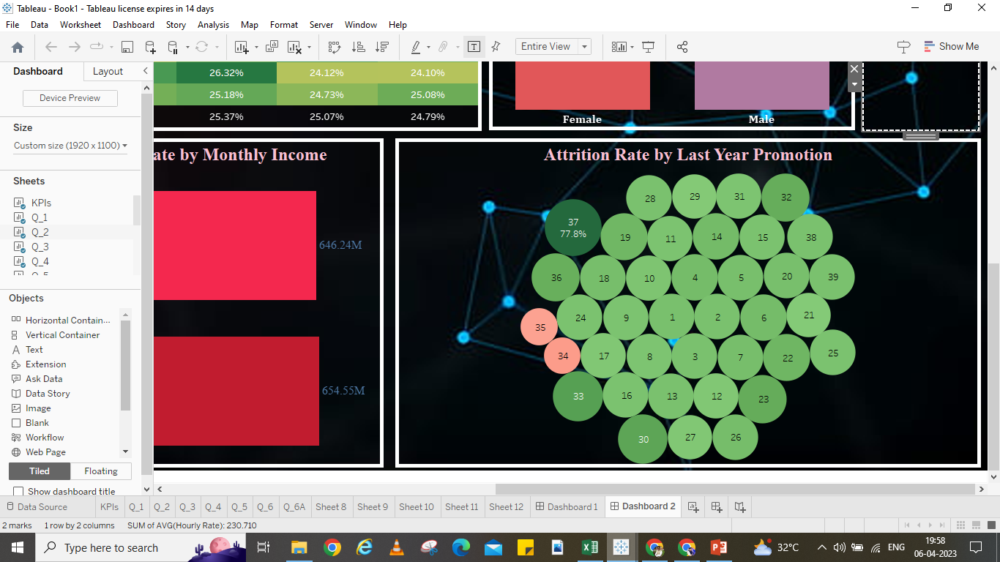 Tableau - Book1 - Tableau license expires in 14 days
File Data Worksheet Dashboard Story Analysis Map Format Server Window Help
Entire View
Show Me
Dashboard Layout
Device Preview
Size
Custom size (1920 x 1100)
Sheets
KPIs
Q_1
Q_2
Q_3
Q_4
Objects
Horizontal Contain...
Vertical Container
Text
Extension
Ask Data
Data Story
Image
Blank
Workflow
Web Page
Tiled Floating
Show dashboard title
26.32% 24.12% 24.10%
25.18% 24.73% 25.08%
25.37% 25.07% 24.79%
Female Male
ate by Monthly Income
646.24M
654.55M
Attrition Rate by Last Year Promotion
28 29 31 32
37
77.8%
19 11 14 15 38
36 18 10 4 5 20 39
35 24 9 1 2 6 21
34 17 8 3 7 22 25
33 16 13 12 23
30 27 26
Data Source KPIs Q_1 Q_2 Q_3 Q_4 Q_5 Q_6 Q_6A Sheet 8 Sheet 9 Sheet 10 Sheet 11 Sheet 12 Dashboard 1 Dashboard 2
2 marks 1 row by 2 columns SUM of AVG(Hourly Rate): 230.710
Type here to search
32°C
ENG
19:58
06-04-2023